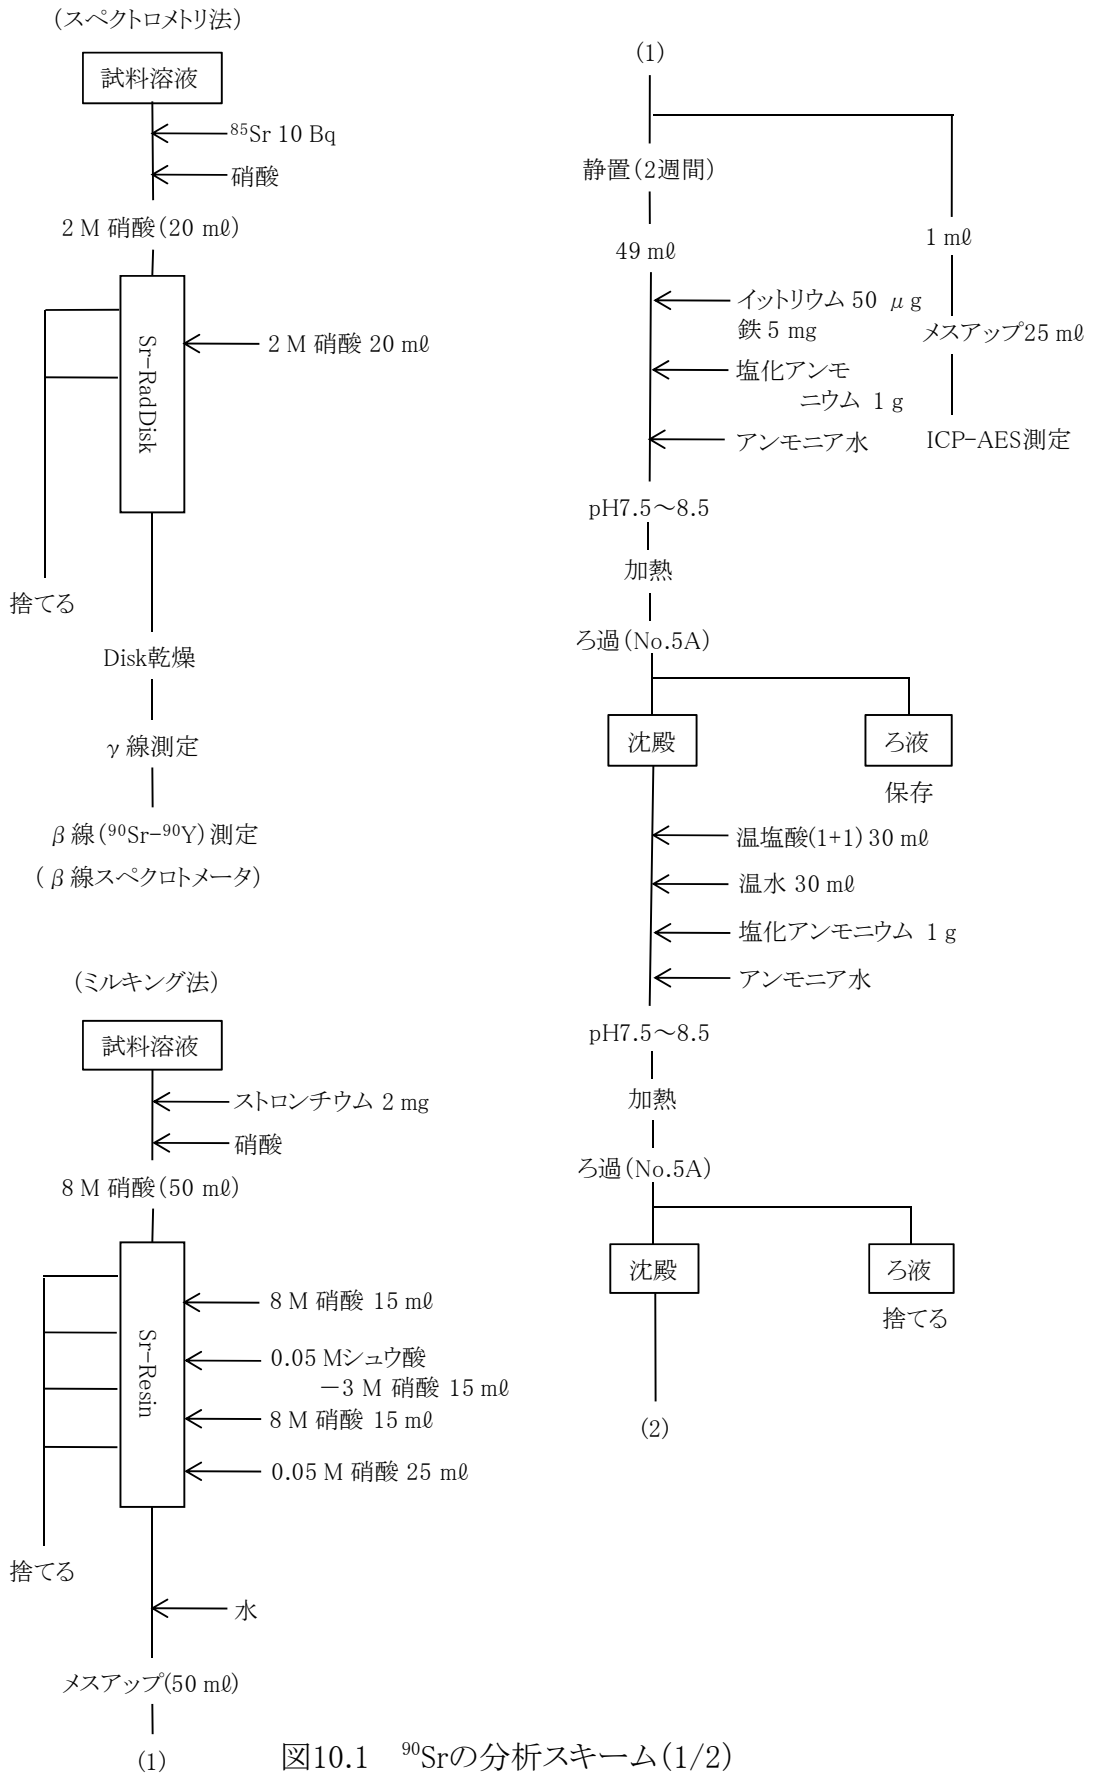 (スペクトロメトリ法)
試料溶液
⁸⁵Sr 10 Bq
硝酸
2 M 硝酸(20 mℓ)
Sr-RadDisk
2 M 硝酸 20 mℓ
捨てる
Disk乾燥
γ 線測定
β 線(⁹⁰Sr-⁹⁰Y)測定
(β 線スペクロトメータ)
(ミルキング法)
試料溶液
ストロンチウム 2 mg
硝酸
8 M 硝酸(50 mℓ)
Sr-Resin
8 M 硝酸 15 mℓ
0.05 Mシュウ酸
-3 M 硝酸 15 mℓ
8 M 硝酸 15 mℓ
0.05 M 硝酸 25 mℓ
捨てる
水
メスアップ(50 mℓ)
(1)
(1)
静置(2週間)
49 mℓ
1 mℓ
イットリウム 50 μg
鉄 5 mg
メスアップ25 mℓ
塩化アンモ
ニウム 1 g
アンモニア水
ICP-AES測定
pH7.5~8.5
加熱
ろ過(No.5A)
沈殿
ろ液
保存
温塩酸(1+1) 30 mℓ
温水 30 mℓ
塩化アンモニウム 1 g
アンモニア水
pH7.5~8.5
加熱
ろ過(No.5A)
沈殿
ろ液
捨てる
(2)
図10.1 ⁹⁰Srの分析スキーム(1/2)